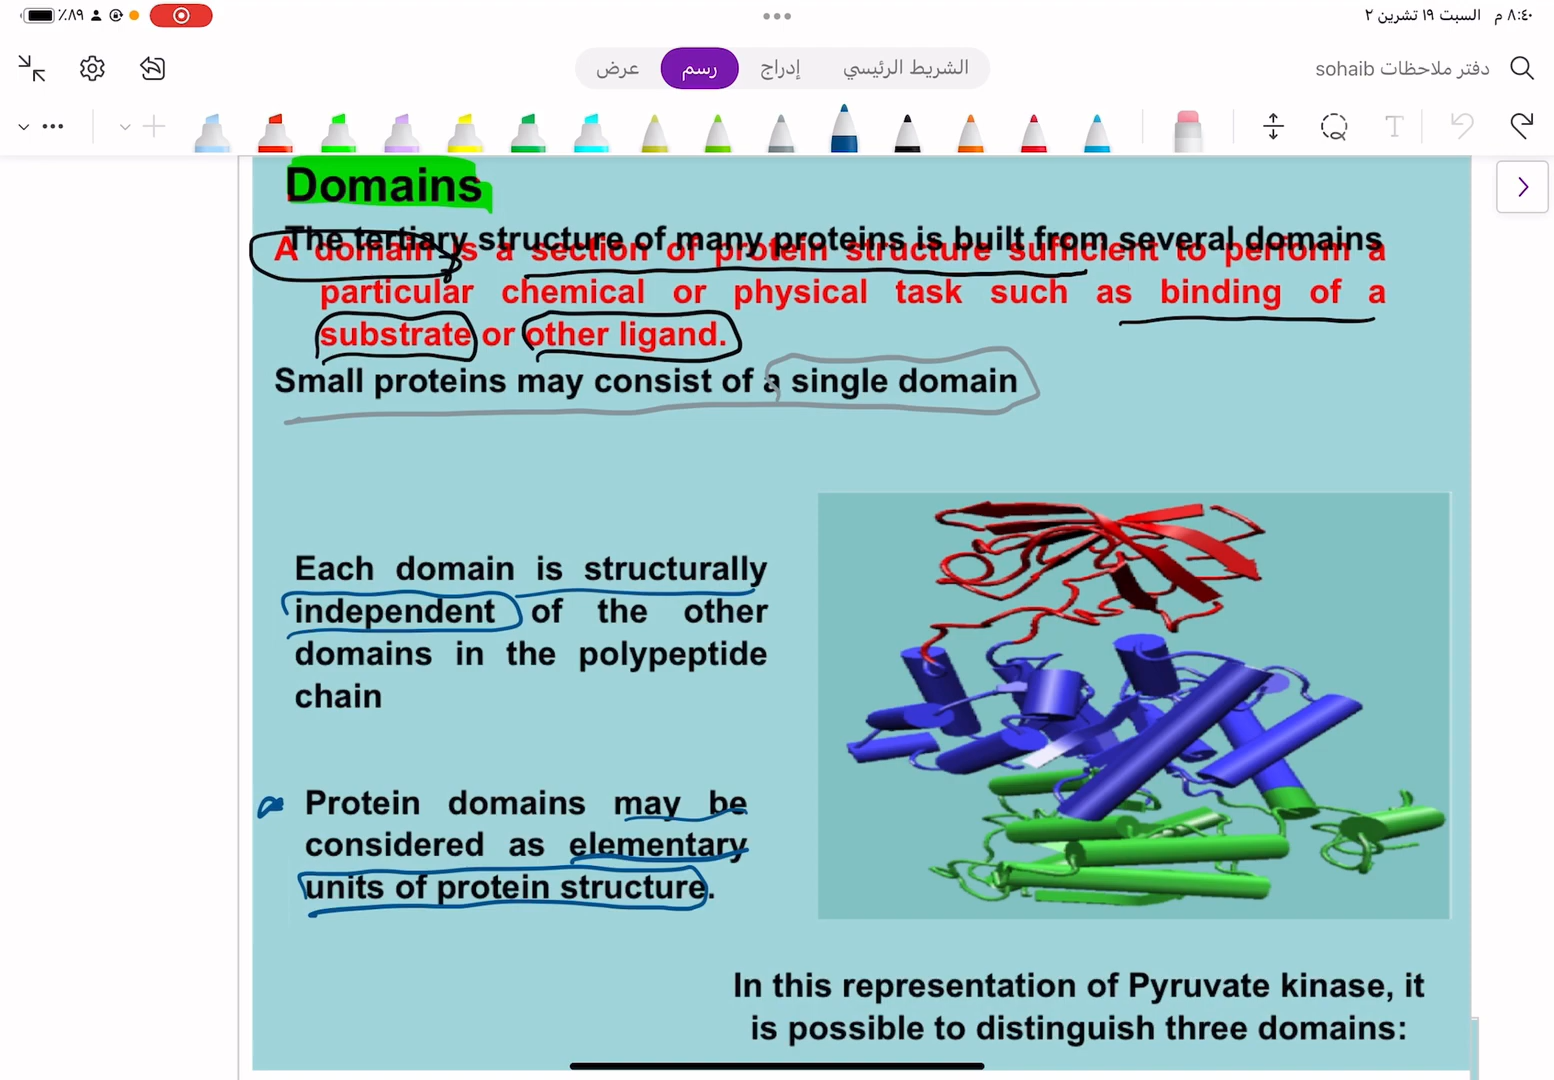 ٪٨٩
٨:٤٠ م السبت ١٩ تشرين ٢
عرض
رسم
إدراج
الشريط الرئيسي
دفتر ملاحظات sohaib
T
Domains
The tertiary structure of many proteins is built from several domains
A domain is a section of protein structure sufficient to perform a
particular chemical or physical task such as binding of a
substrate or other ligand.
Small proteins may consist of a single domain
Each domain is structurally
independent of the other
domains in the polypeptide
chain
Protein domains may be
considered as elementary
units of protein structure.
In this representation of Pyruvate kinase, it
is possible to distinguish three domains: